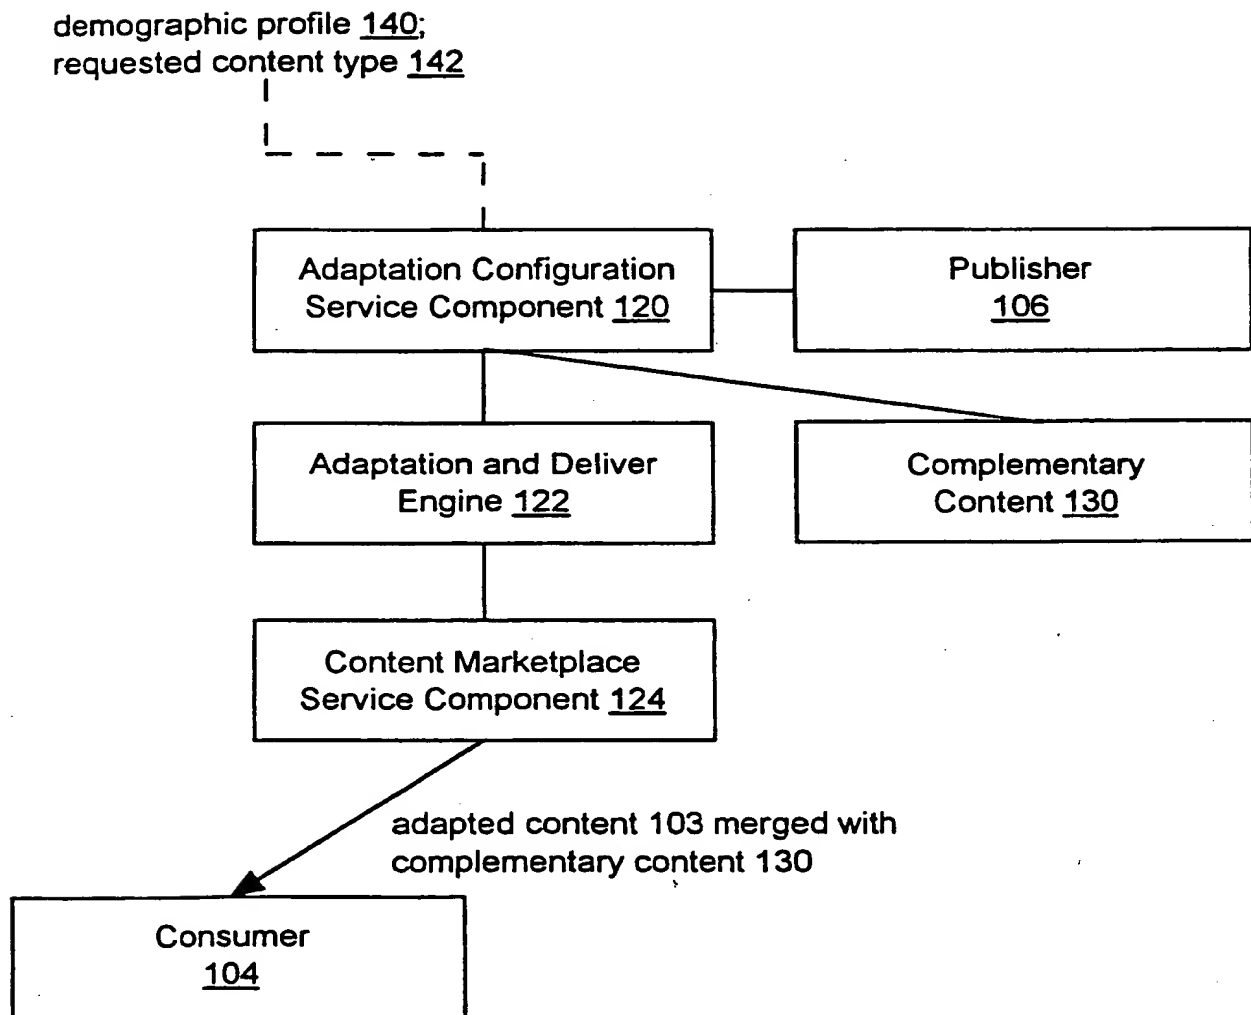 demographic profile 140;
requested content type 142
Adaptation Configuration
Service Component 120
Publisher
106
Adaptation and Deliver
Engine 122
Complementary
Content 130
Content Marketplace
Service Component 124
adapted content 103 merged with
complementary content 130
Consumer
104